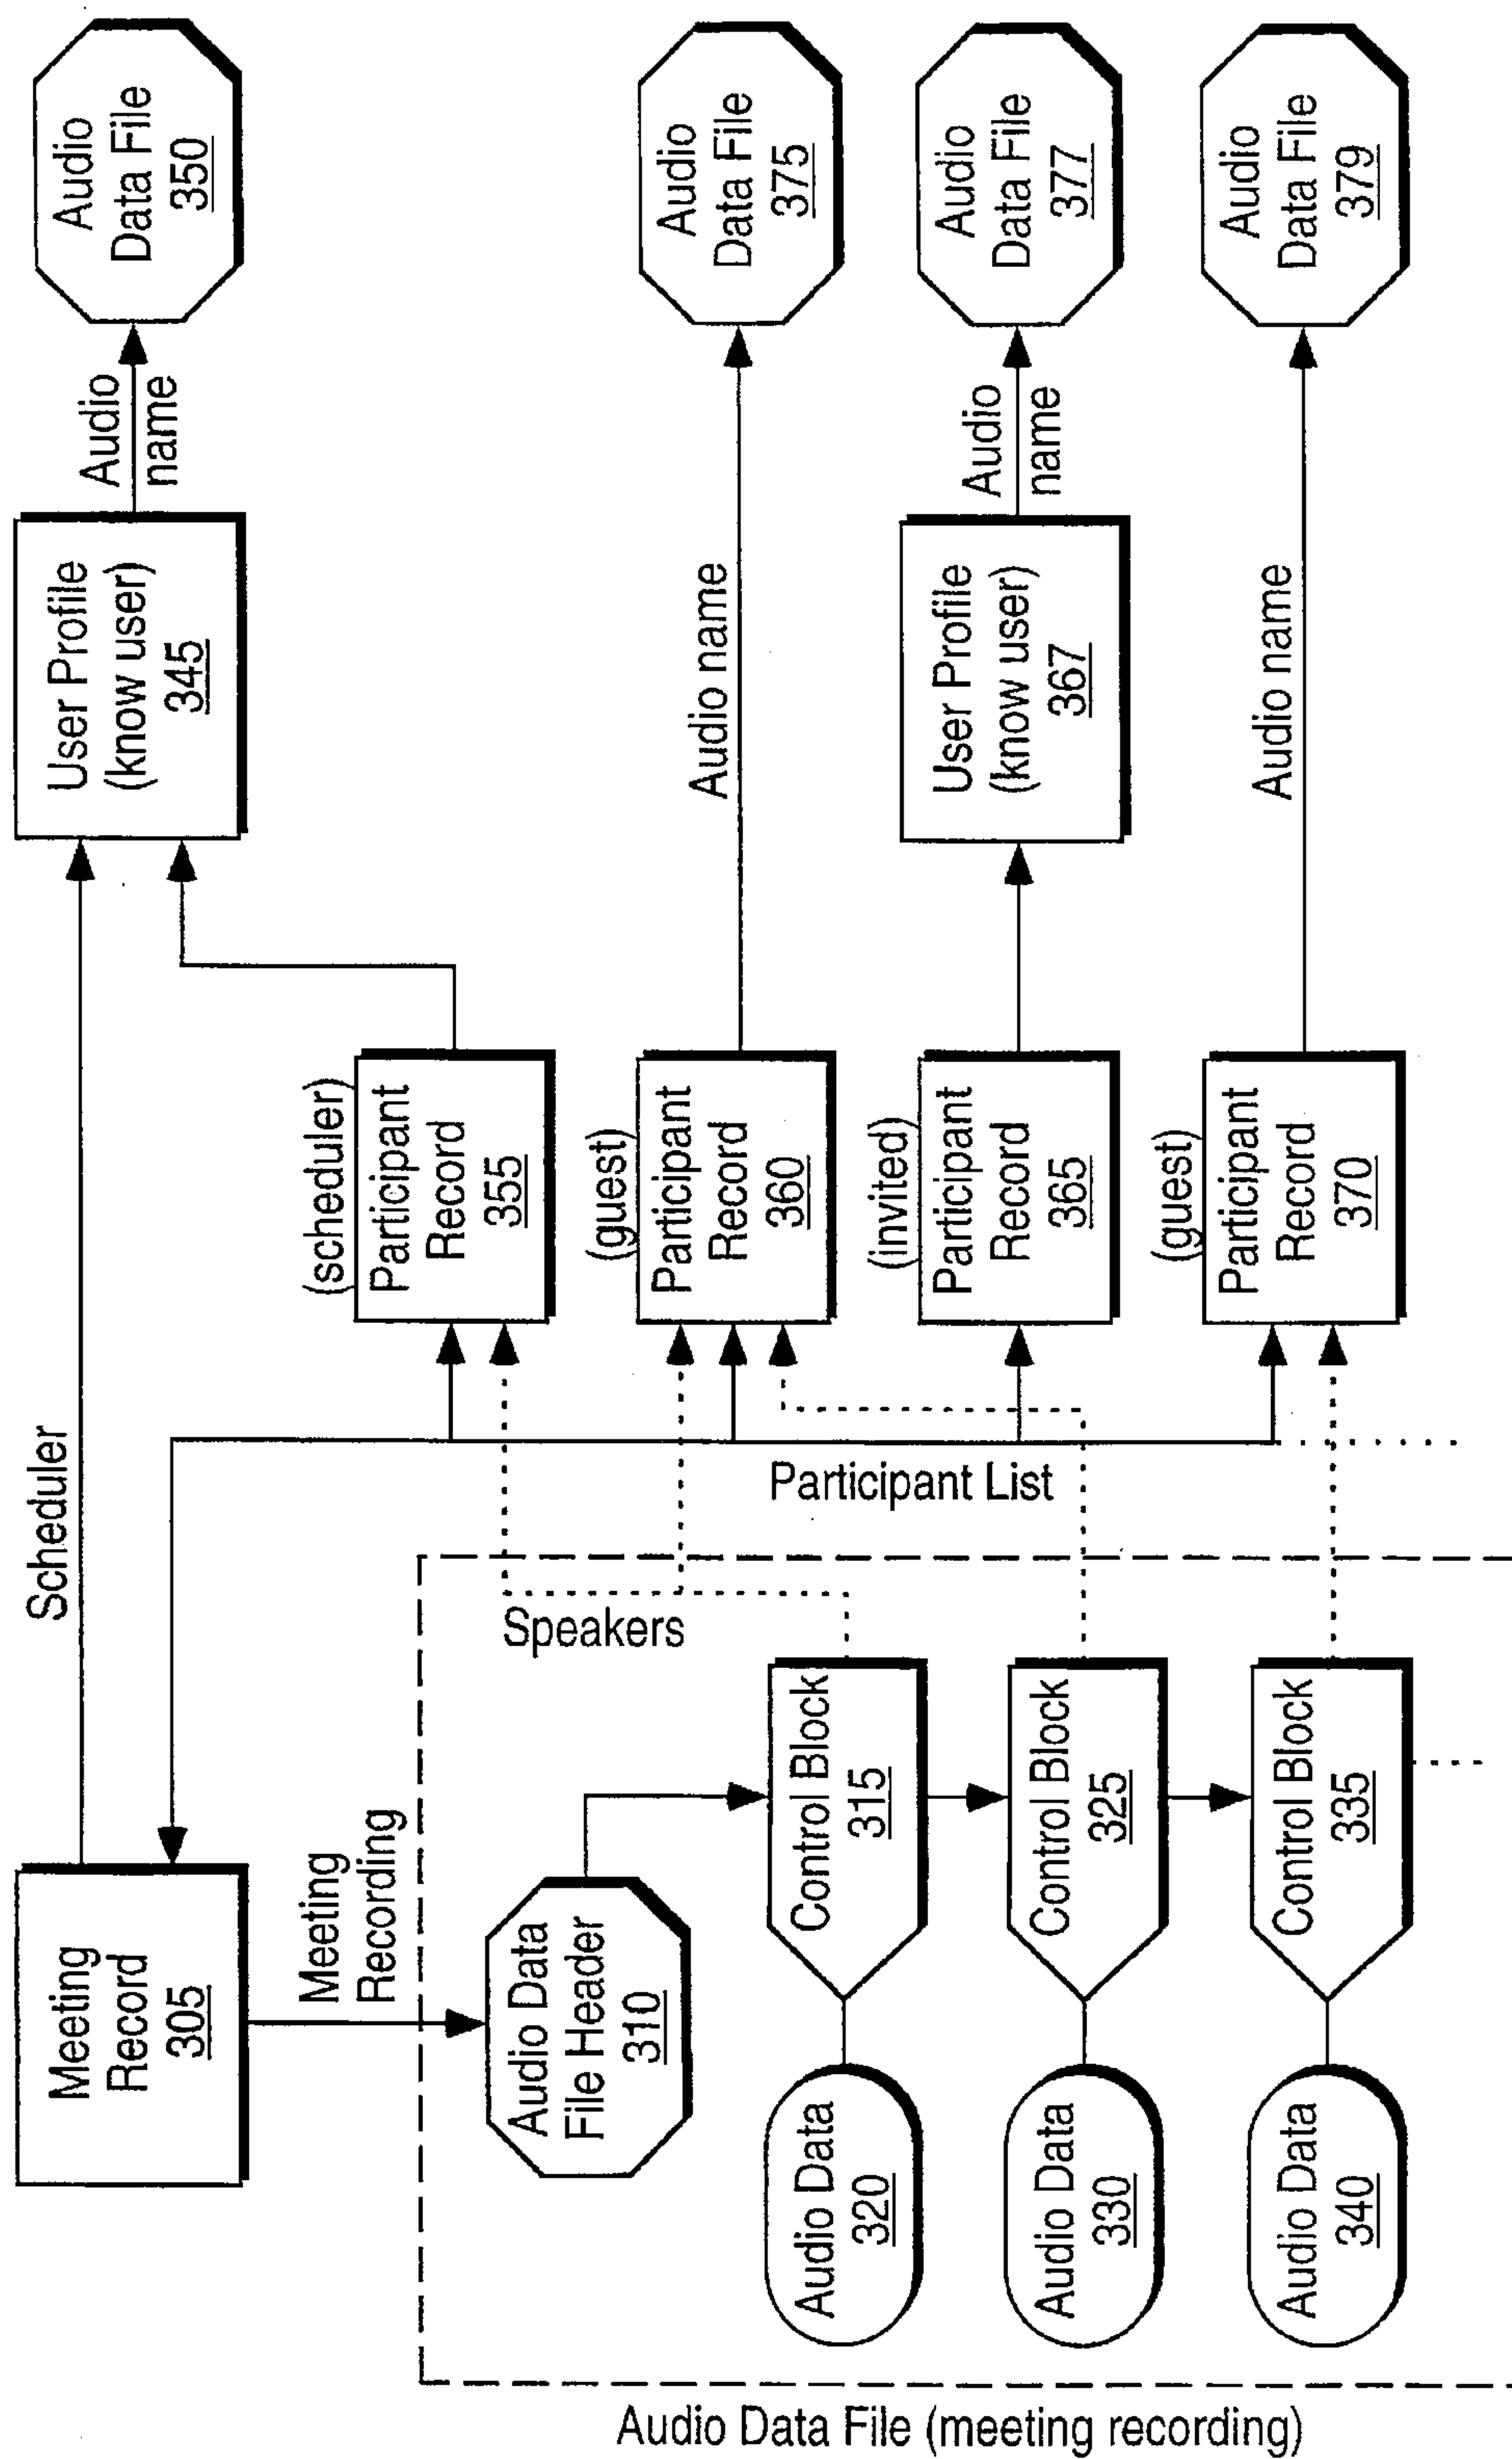 Meeting
Record
305
Scheduler
User Profile
(know user)
345
Audio
name
Audio
Data File
350
Meeting
Recording
Audio Data
File Header
310
Speakers
Participant List
(scheduler)
Participant
Record
355
(guest)
Participant
Record
360
Audio name
Audio
Data File
375
Audio Data
320
Control Block
315
(invited)
Participant
Record
365
User Profile
(know user)
367
Audio
name
Audio
Data File
377
Audio Data
330
Control Block
325
(guest)
Participant
Record
370
Audio name
Audio
Data File
379
Audio Data
340
Control Block
335
Audio Data File (meeting recording)